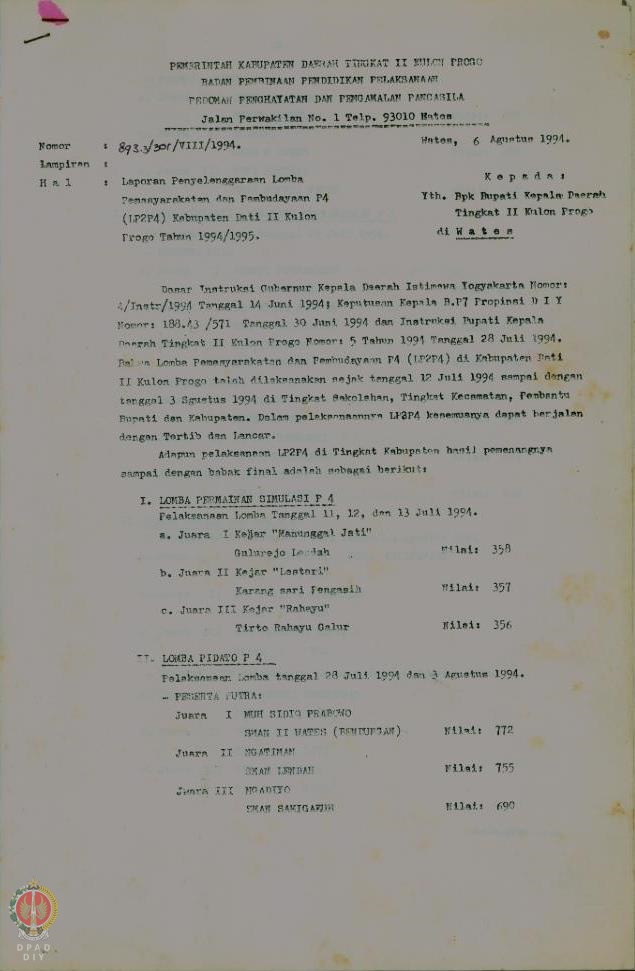 PEMERINTAH KABUPATEN DAERAH TINGKAT II KULON PROGO
BADAN PEMBINAAN PENDIDIKAN PELAKSANAAN
PEDOMAN PENGHAYATAN DAN PENGAMALAN PANCASILA
Jalan Perwakilan No. 1 Telp. 93010 Wates
Nomor : 893.3/301/VIII/1994. Wates, 6 Agustus 1994.
Lampiran :
H a l : Laporan Penyelenggaraan Lomba K e p a d a :
Pemasyarakatan dan Pembudayaan P4 Yth. Bpk Bupati Kepala Daerah
(LP2P4) Kabupaten Dati II Kulon Tingkat II Kulon Progo
Progo Tahun 1994/1995. di W a t e s
Dasar Instruksi Gubernur Kepala Daerah Istimewa Yogyakarta Nomor:
4/Instr/1994 Tanggal 14 Juni 1994; Keputusan Kepala B.P7 Propinsi D I Y
Nomor: 188.43 /571 Tanggal 30 Juni 1994 dan Instruksi Bupati Kepala
Daerah Tingkat II Kulon Progo Nomor: 5 Tahun 1994 Tanggal 28 Juli 1994.
Bahwa Lomba Pemasyarakatan dan Pembudayaan P4 (LP2P4) di Kabupaten Dati
II Kulon Progo telah dilaksanakan sejak tanggal 12 Juli 1994 sampai dengan
tanggal 3 Sgustus 1994 di Tingkat Sekolahan, Tingkat Kecamatan, Pembantu
Bupati dan Kabupaten. Dalam pelaksanaannya LP2P4 kesemuanya dapat berjalan
dengan Tertib dan Lancar.
Adapun pelaksanaan LP2P4 di Tingkat Kabupaten hasil pemenangnya
sampai dengan babak final adalah sebagai berikut:
I. LOMBA PERMAINAN SIMULASI P 4
Pelaksanaan Lomba Tanggal 11, 12, dan 13 Juli 1994.
a. Juara I Kejar "Manunggal Jati"
Gulurejo Lendah Nilai: 358
b. Juara II Kejar "Lestari"
Karang sari Pengasih Nilai: 357
c. Juara III Kejar "Rahayu"
Tirto Rahayu Galur Nilai: 356
II. LOMBA PIDATO P 4
Pelaksanaan Lomba tanggal 28 Juli 1994 dan 3 Agustus 1994.
- PESERTA PUTRA:
Juara I MUH SIDIQ PRABOWO
SMAN II WATES (BENDUNGAN) Nilai: 772
Juara II NGATIMAN
SMAN LENDAH Nilai: 755
Juara III NGADIYO
SMAN SAMIGALUH Nilai: 690
DPAD
DIY